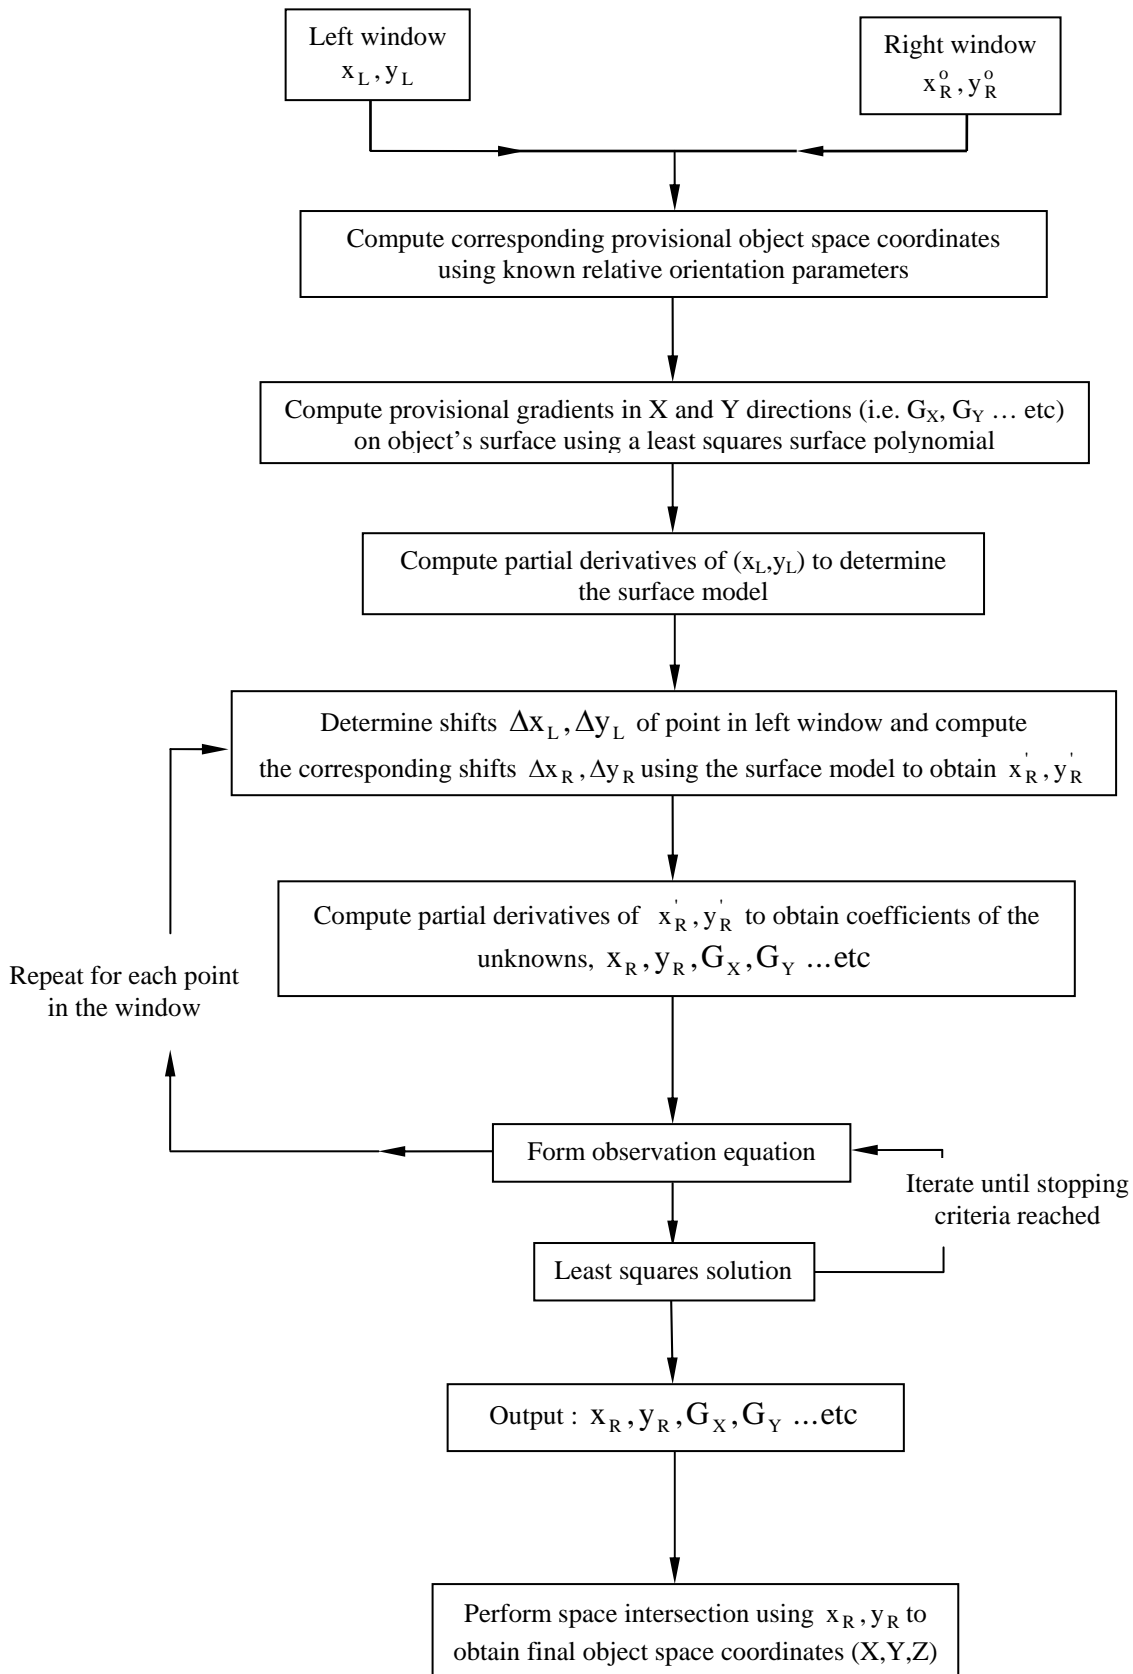 Left window
x_L, y_L
Right window
x_R^o, y_R^o
Compute corresponding provisional object space coordinates
using known relative orientation parameters
Compute provisional gradients in X and Y directions (i.e. G_X, G_Y … etc)
on object’s surface using a least squares surface polynomial
Compute partial derivatives of (x_L,y_L) to determine
the surface model
Determine shifts Δx_L, Δy_L of point in left window and compute
the corresponding shifts Δx_R, Δy_R using the surface model to obtain x_R^', y_R^'
Compute partial derivatives of x_R^', y_R^' to obtain coefficients of the
unknowns, x_R, y_R, G_X, G_Y ...etc
Repeat for each point
in the window
Form observation equation
Iterate until stopping
criteria reached
Least squares solution
Output : x_R, y_R, G_X, G_Y ...etc
Perform space intersection using x_R, y_R to
obtain final object space coordinates (X,Y,Z)